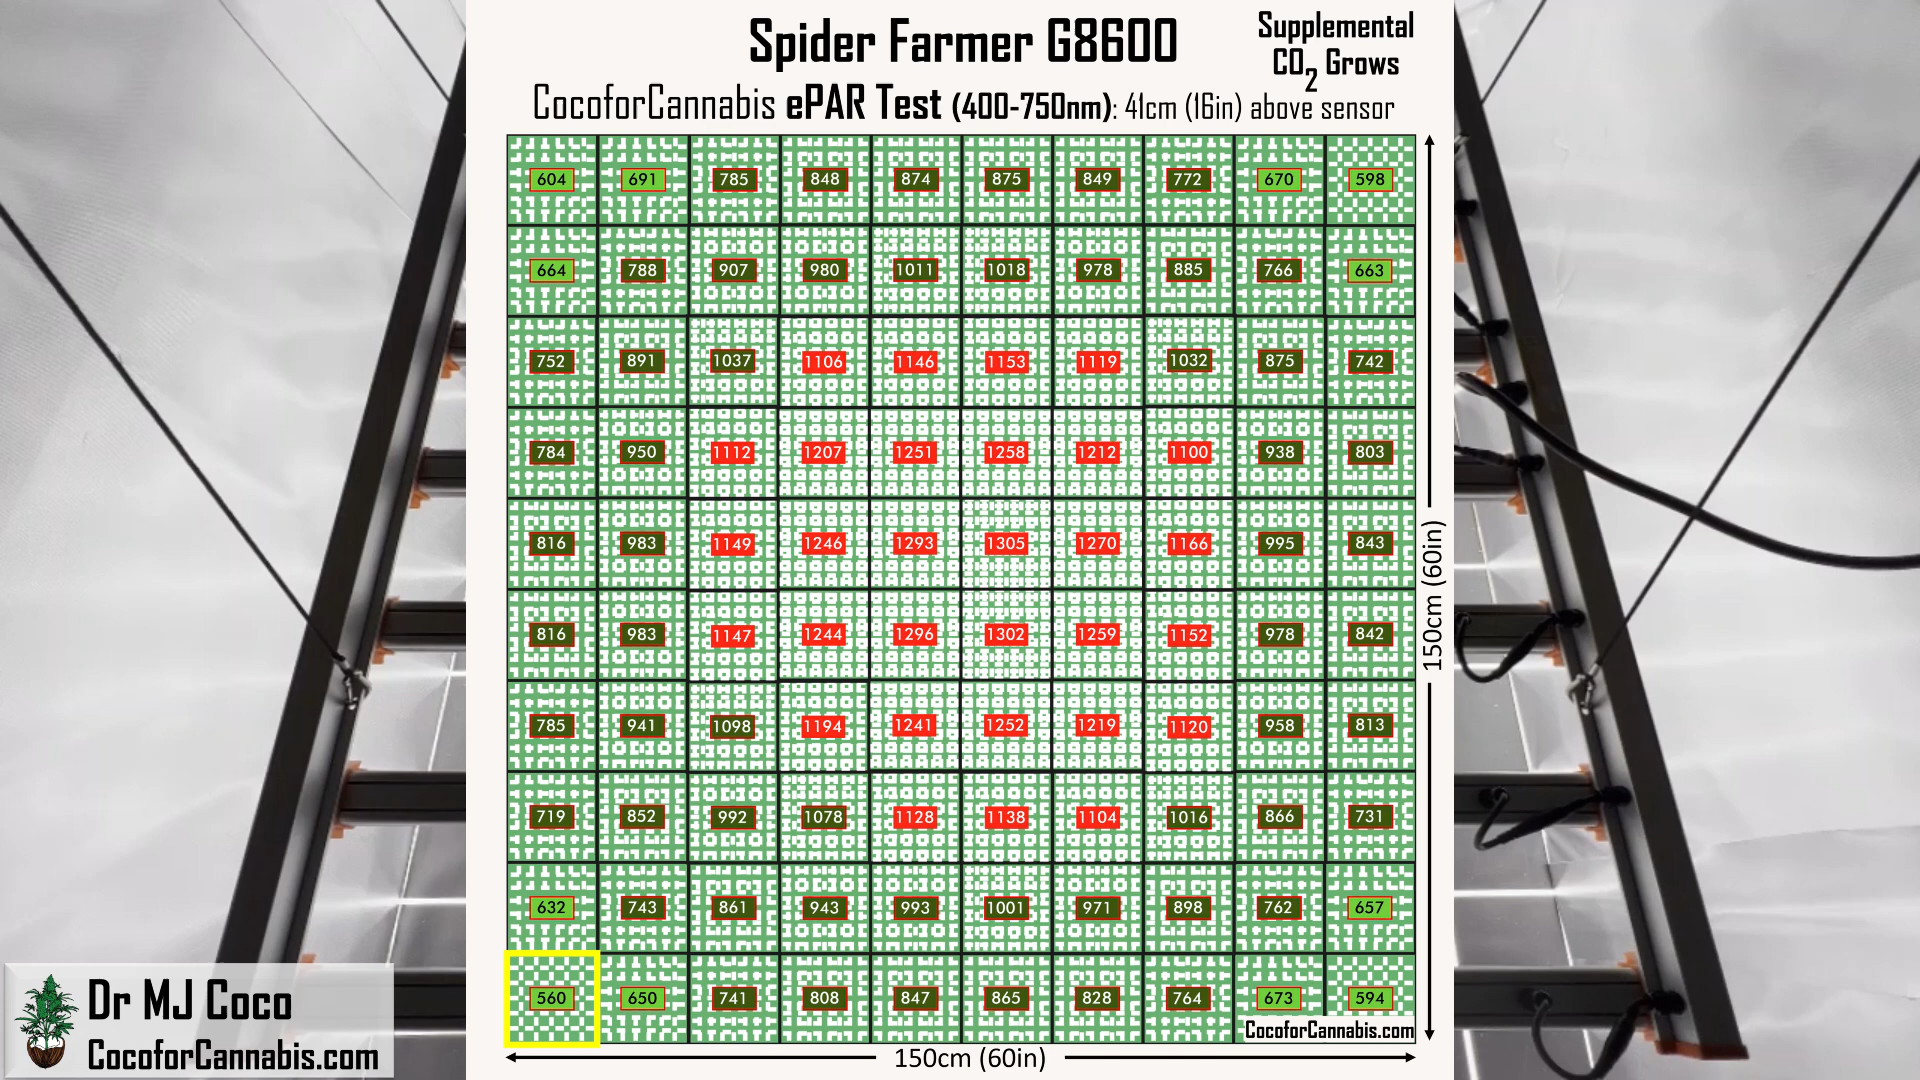 Spider Farmer G8600
Supplemental
CO2 Grows
CocoforCannabis ePAR Test (400-750nm): 41cm (16in) above sensor
604 691 785 848 874 875 849 772 670 598
664 788 907 980 1011 1018 978 885 766 663
752 891 1037 1106 1146 1153 1119 1032 875 742
784 950 1112 1207 1251 1258 1212 1100 938 803
816 983 1149 1246 1293 1305 1270 1166 995 843
816 983 1147 1244 1296 1302 1259 1152 978 842
785 941 1098 1194 1241 1252 1219 1120 958 813
719 852 992 1078 1128 1138 1104 1016 866 731
632 743 861 943 993 1001 971 898 762 657
560 650 741 808 847 865 828 764 673 594
CocoforCannabis.com
150cm (60in)
150cm (60in)
Dr MJ Coco
CocoforCannabis.com